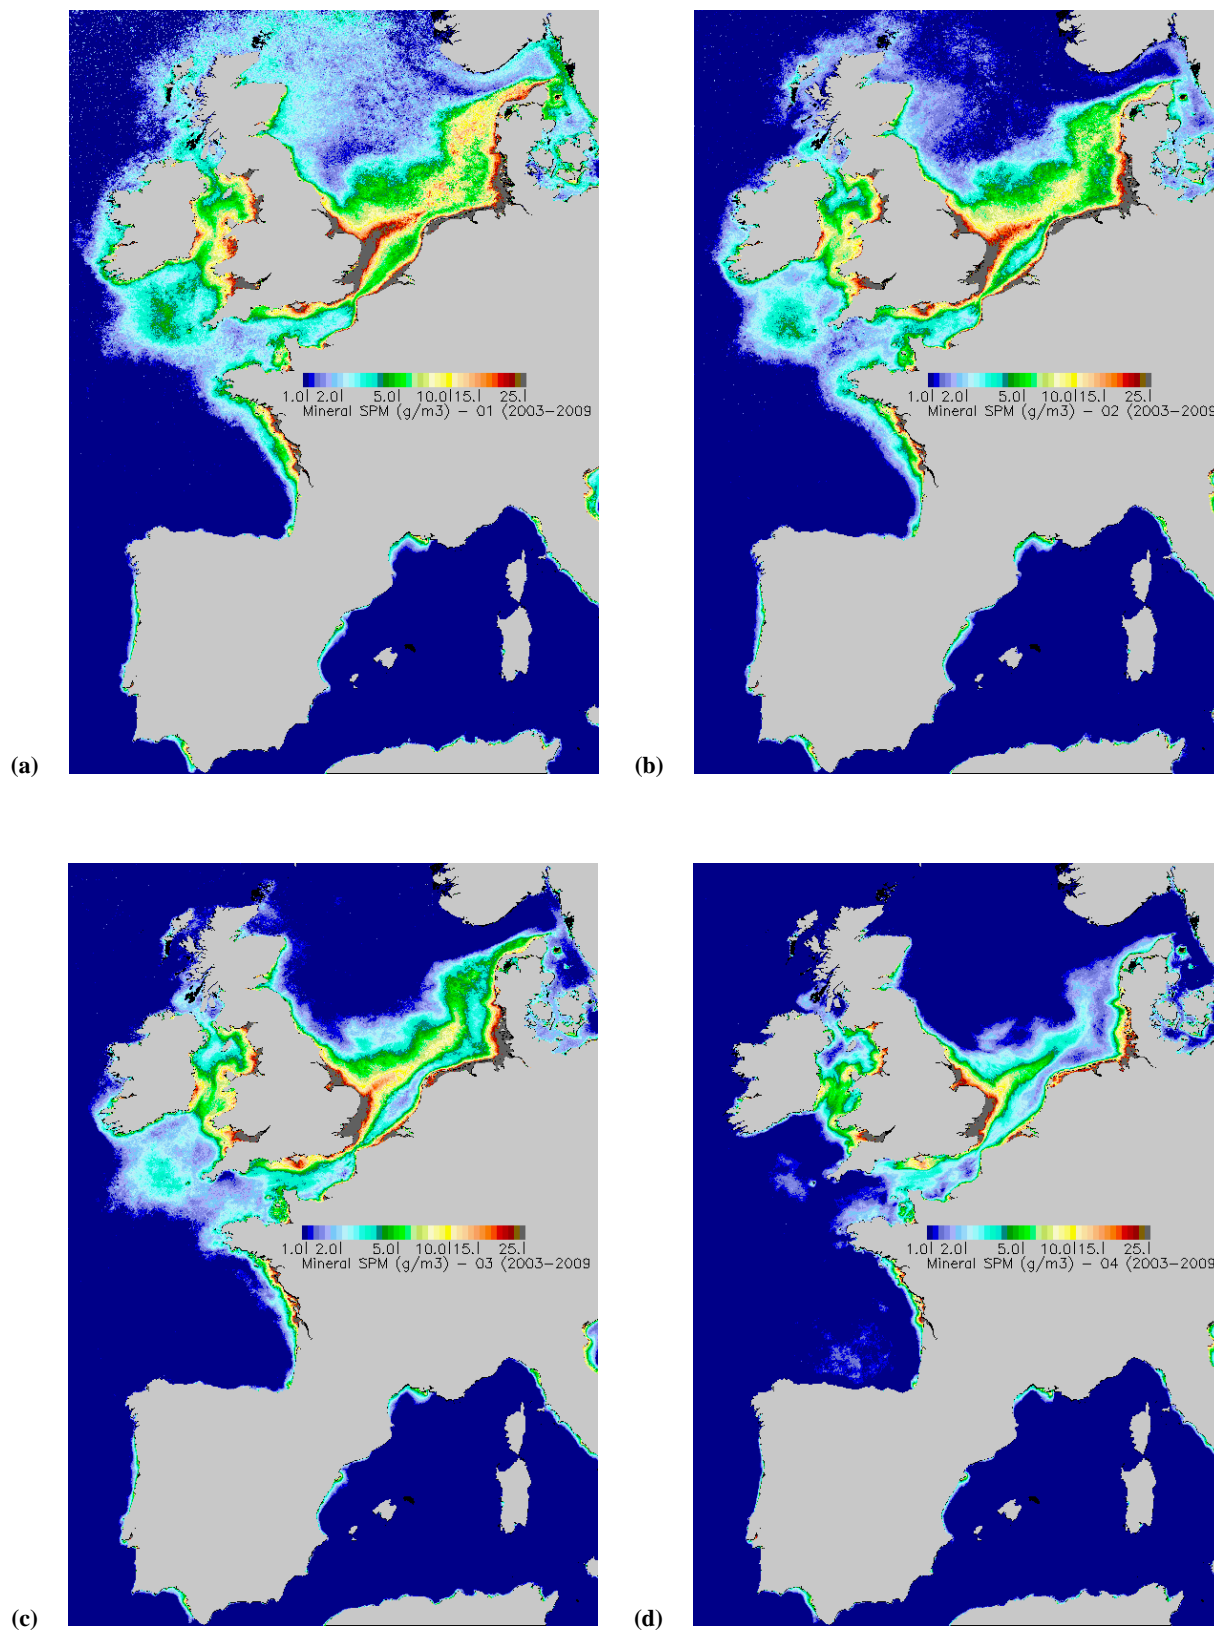 1.0| 2.0| 5.0| 10.0|15.| 25.|
Mineral SPM (g/m3) - 01 (2003-2009
1.0| 2.0| 5.0| 10.0|15.| 25.|
Mineral SPM (g/m3) - 02 (2003-2009
(a)
(b)
1.0| 2.0| 5.0| 10.0|15.| 25.|
Mineral SPM (g/m3) - 03 (2003-2009
1.0| 2.0| 5.0| 10.0|15.| 25.|
Mineral SPM (g/m3) - 04 (2003-2009
(c)
(d)